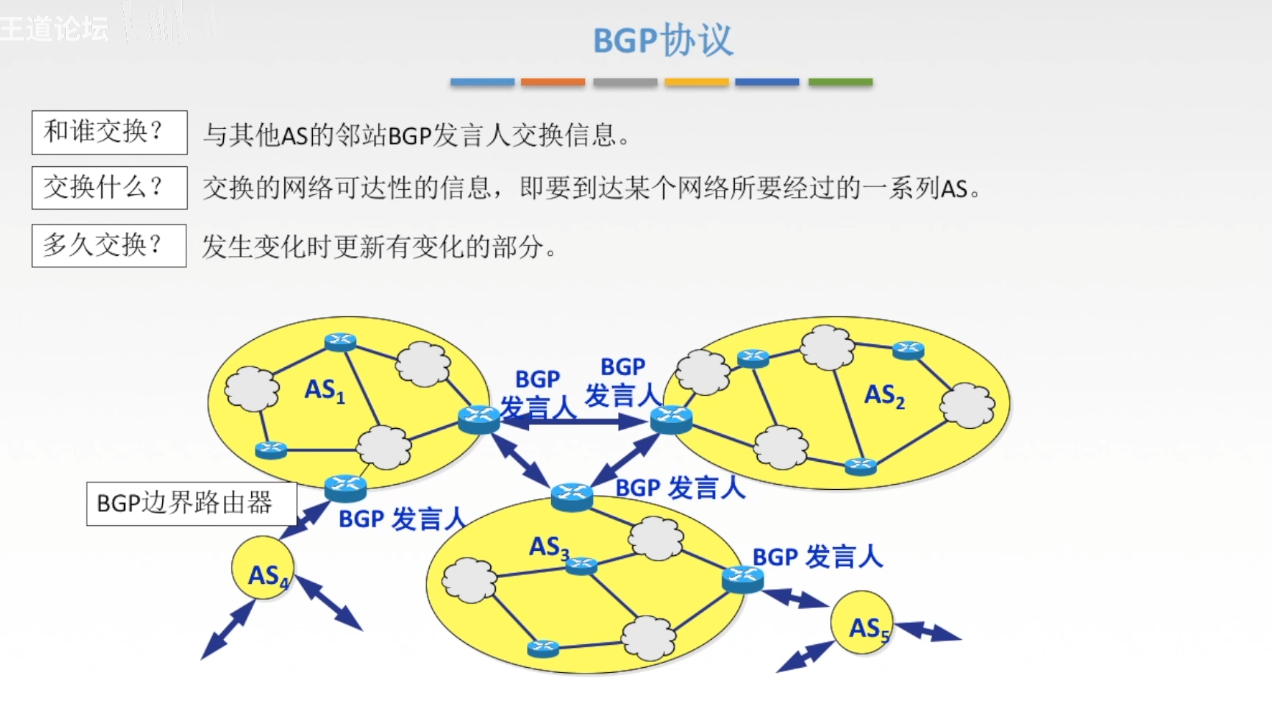 王道论坛
BGP协议
和谁交换？
与其他AS的邻站BGP发言人交换信息。
交换什么？
交换的网络可达性的信息，即要到达某个网络所要经过的一系列AS。
多久交换？
发生变化时更新有变化的部分。
AS1
BGP
发言人
BGP
发言人
AS2
BGP 发言人
BGP边界路由器
BGP 发言人
AS3
BGP 发言人
AS4
AS5